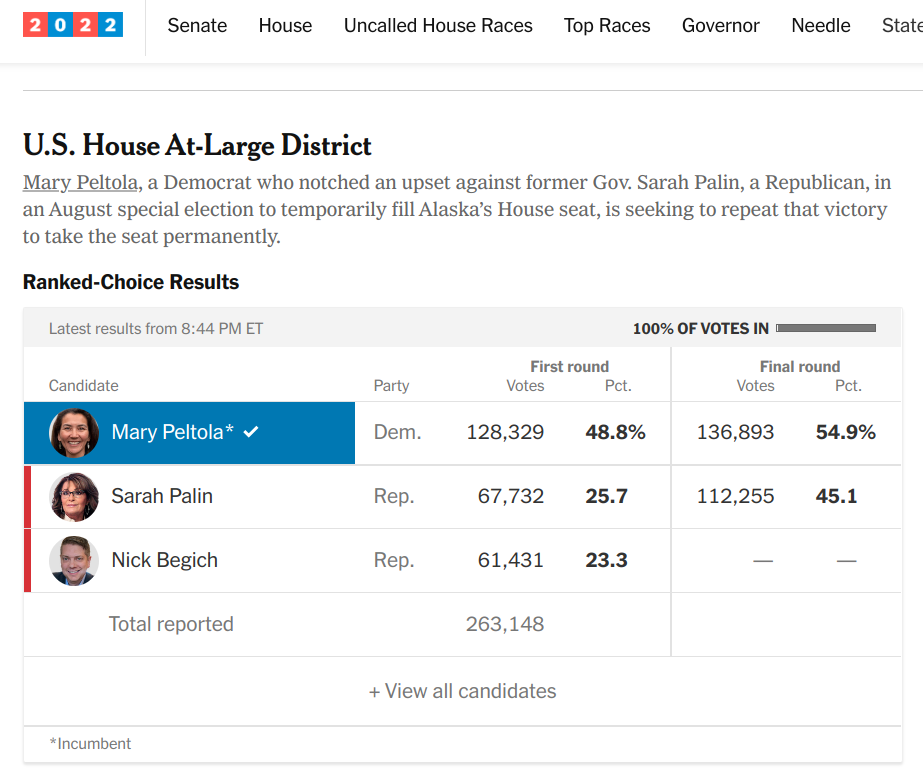 2022 Senate House Uncalled House Races Top Races Governor Needle State
U.S. House At-Large District
Mary Peltola, a Democrat who notched an upset against former Gov. Sarah Palin, a Republican, in
an August special election to temporarily fill Alaska’s House seat, is seeking to repeat that victory
to take the seat permanently.
Ranked-Choice Results
Latest results from 8:44 PM ET 100% OF VOTES IN
First round Final round
Candidate Party Votes Pct. Votes Pct.
Mary Peltola* ✓ Dem. 128,329 48.8% 136,893 54.9%
Sarah Palin Rep. 67,732 25.7 112,255 45.1
Nick Begich Rep. 61,431 23.3 — —
Total reported 263,148
+ View all candidates
*Incumbent